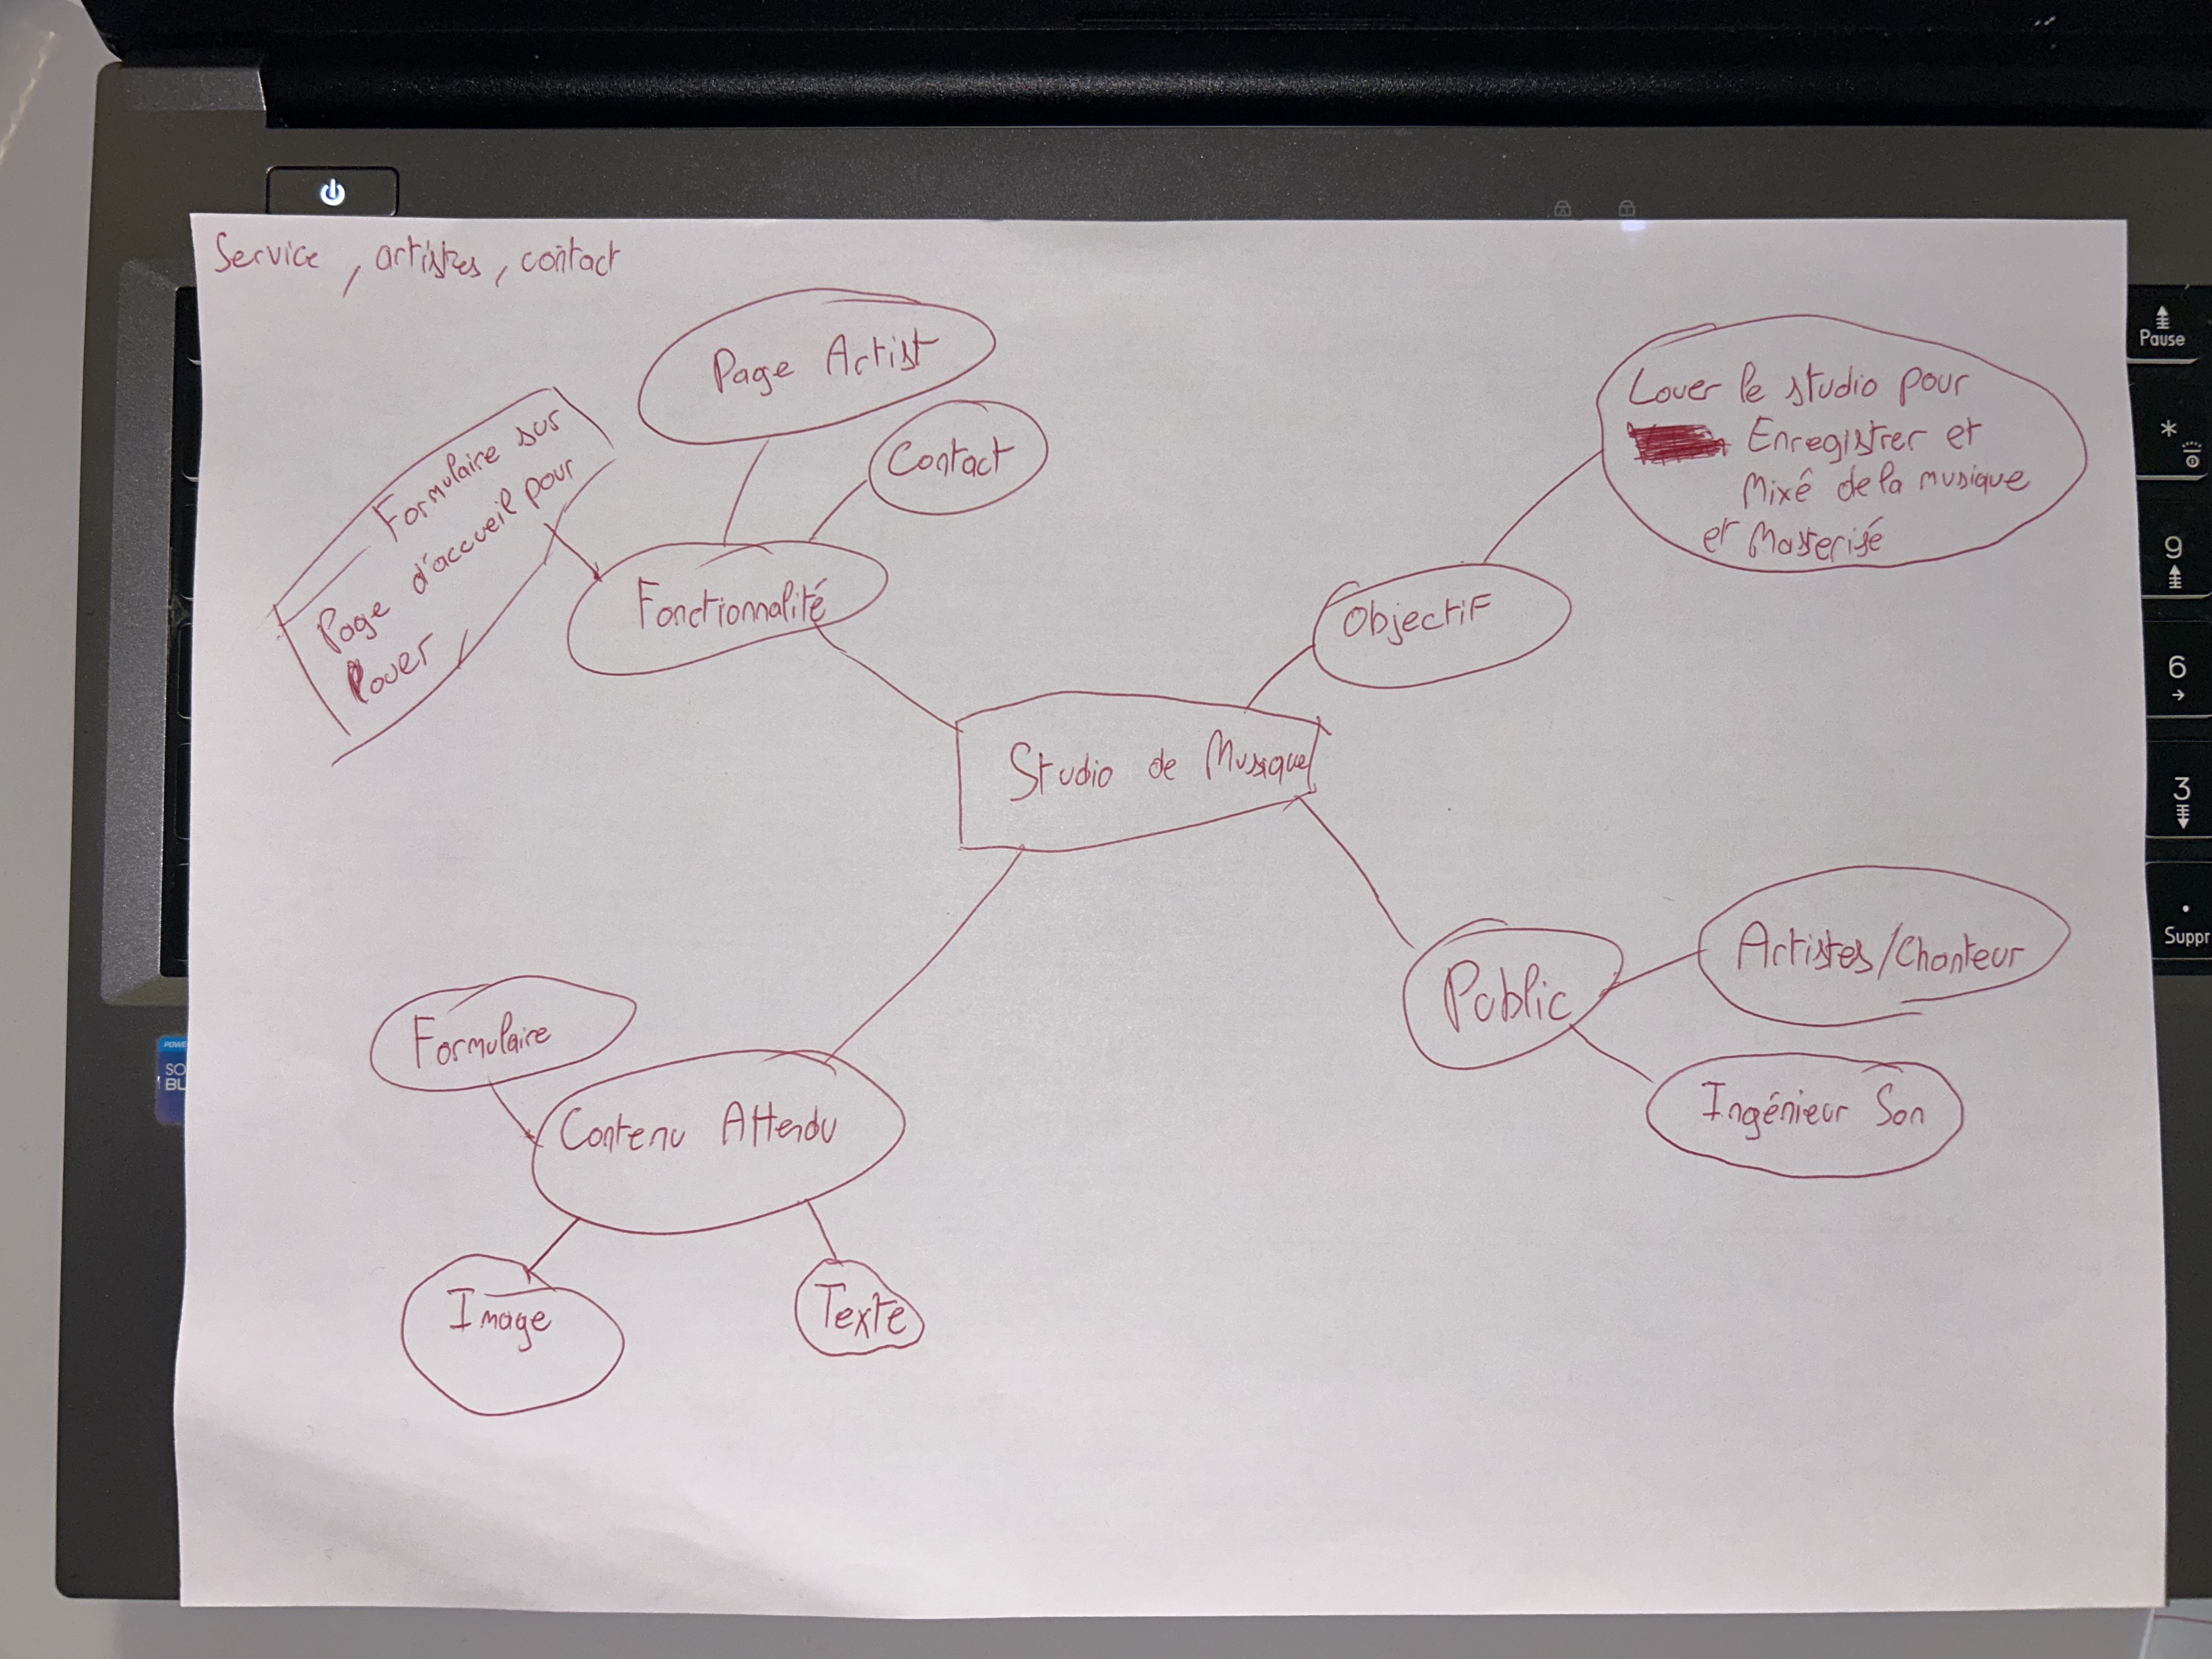 Service, artistes, contact
Formulaire sur
Page d'accueil pour
louer
Page Artist
Contact
Fonctionnalité
Formulaire
Image
Contenu Attendu
Texte
Studio de Musique
Objectif
Louer le studio pour
Enregistrer et
Mixé de la musique
et Masterisé
Public
Artistes/Chanteur
Ingénieur Son
Pause
*
9
6
3
.
Suppr